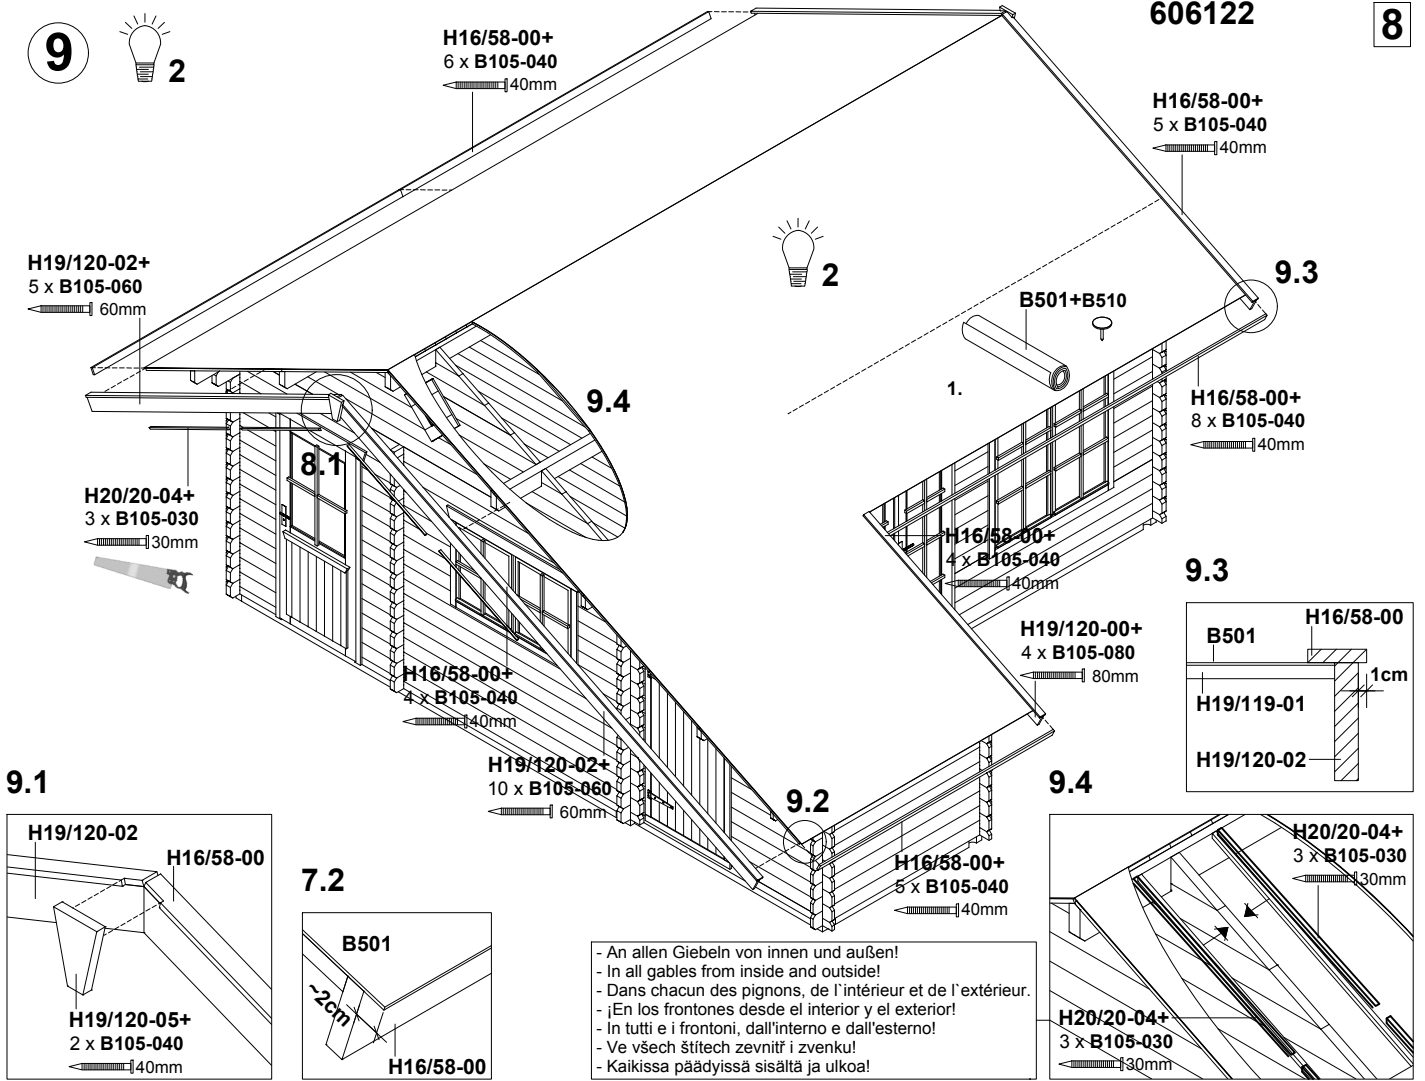 606122
8
9
2
H16/58-00+
6 x B105-040
40mm
H16/58-00+
5 x B105-040
40mm
H19/120-02+
5 x B105-060
60mm
2
9.3
B501+B510
1.
9.4
H16/58-00+
8 x B105-040
40mm
8.1
H20/20-04+
3 x B105-030
30mm
H16/58-00+
4 x B105-040
40mm
H19/120-00+
4 x B105-080
80mm
H16/58-00+
4 x B105-040
40mm
H19/120-02+
10 x B105-060
60mm
9.2
H16/58-00+
5 x B105-040
40mm
9.3
H16/58-00
B501
1cm
H19/119-01
H19/120-02
9.1
H19/120-02
H16/58-00
H19/120-05+
2 x B105-040
40mm
7.2
B501
~2cm
H16/58-00
- An allen Giebeln von innen und außen!
- In all gables from inside and outside!
- Dans chacun des pignons, de l`intérieur et de l`extérieur.
- ¡En los frontones desde el interior y el exterior!
- In tutti e i frontoni, dall'interno e dall'esterno!
- Ve všech štítech zevnitř i zvenku!
- Kaikissa päädyissä sisältä ja ulkoa!
9.4
H20/20-04+
3 x B105-030
30mm
H20/20-04+
3 x B105-030
30mm